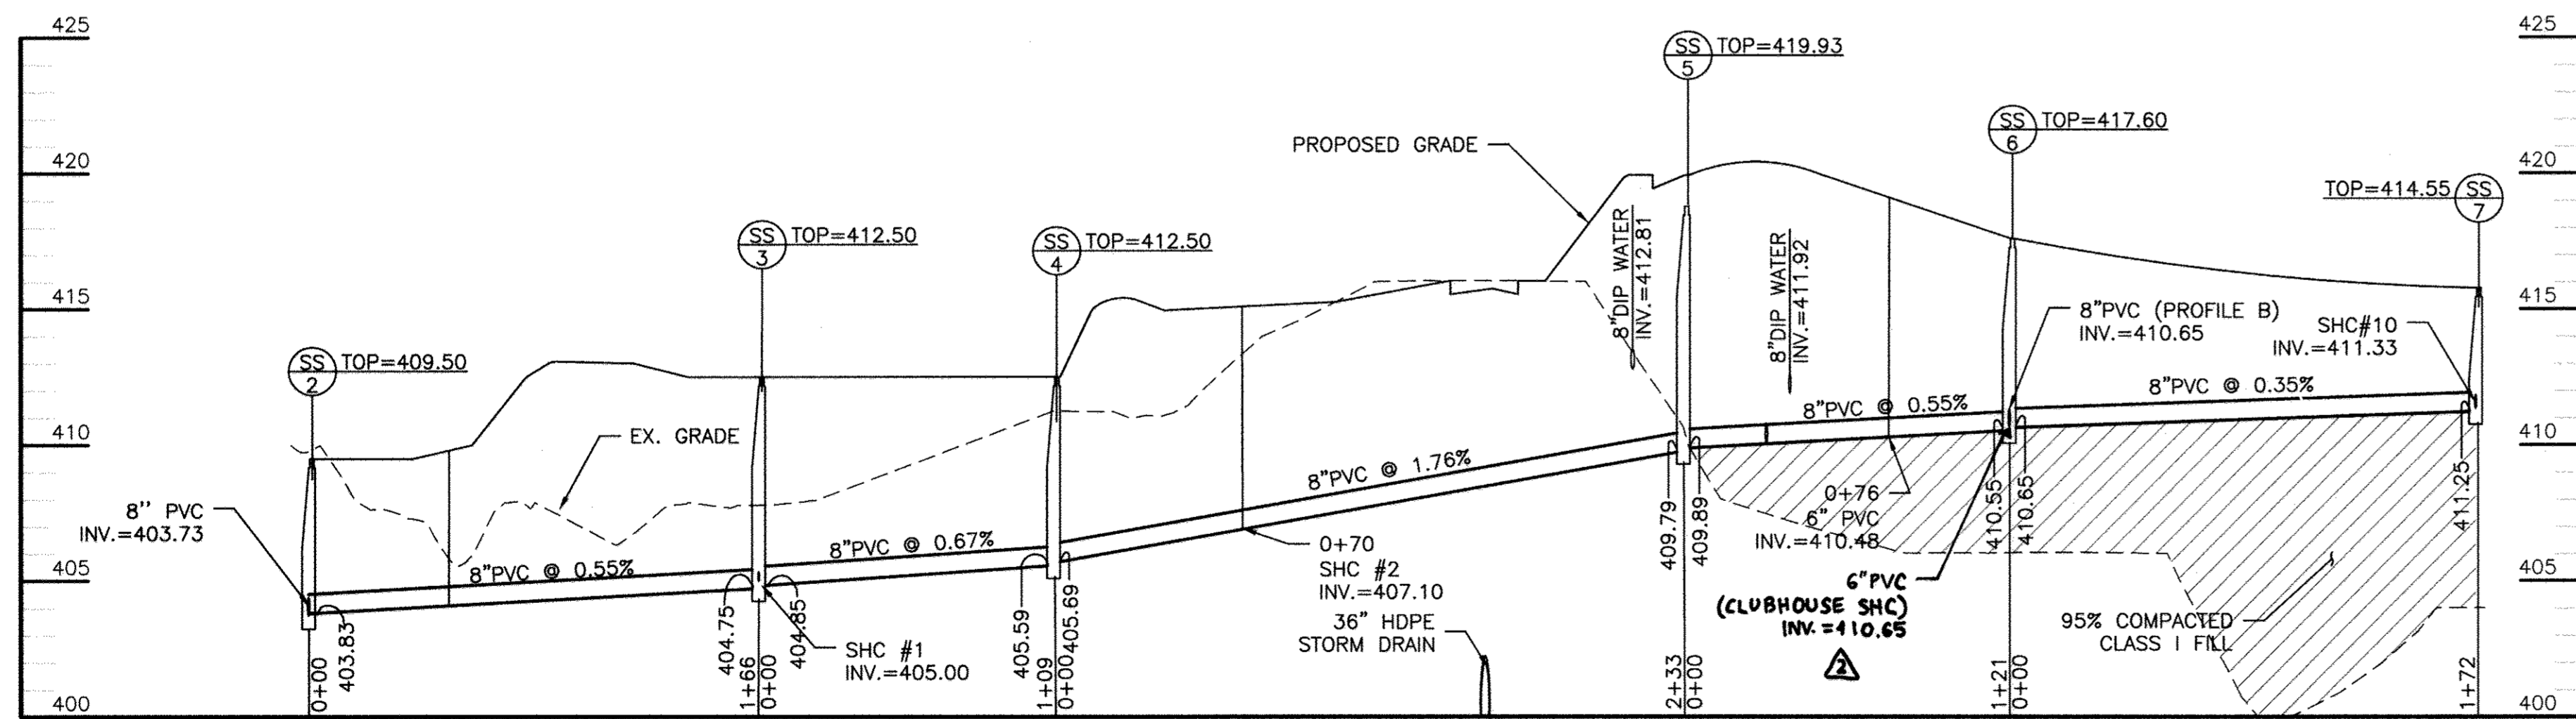 425
420
415
410
405
400
SS
2
TOP=409.50
8'' PVC
INV.=403.73
EX. GRADE
8"PVC @ 0.55%
0+00
403.83
SS
3
TOP=412.50
8"PVC @ 0.67%
404.75
1+66
0+00
404.85
SHC #1
INV.=405.00
SS
4
TOP=412.50
405.59
1+09
0+00
405.69
PROPOSED GRADE
8"PVC @ 1.76%
0+70
SHC #2
INV.=407.10
36" HDPE
STORM DRAIN
8"DIP WATER
INV.=412.81
SS
5
TOP=419.93
409.79
409.89
2+33
0+00
8"DIP WATER
INV.=411.92
8"PVC @ 0.55%
0+76
6" PVC
INV.=410.48
6"PVC
(CLUBHOUSE SHC)
INV.=410.65
2
SS
6
TOP=417.60
410.55
410.65
1+21
0+00
8"PVC (PROFILE B)
INV.=410.65
8"PVC @ 0.35%
SHC#10
INV.=411.33
95% COMPACTED
CLASS I FILL
TOP=414.55
SS
7
411.25
1+72
425
420
415
410
405
400